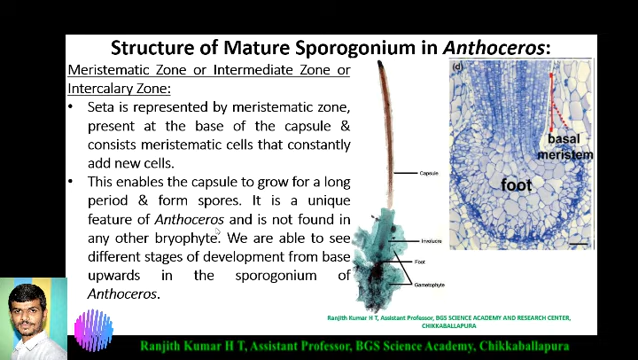 Structure of Mature Sporogonium in Anthoceros:
Meristematic Zone or Intermediate Zone or
Intercalary Zone:
• Seta is represented by meristematic zone,
present at the base of the capsule &
consists meristematic cells that constantly
add new cells.
• This enables the capsule to grow for a long
period & form spores. It is a unique
feature of Anthoceros and is not found in
any other bryophyte. We are able to see
different stages of development from base
upwards in the sporogonium of
Anthoceros.
Capsule
Involucre
Foot
Gametophyte
(d)
basal
meristem
foot
Ranjith Kumar H T, Assistant Professor, BGS SCIENCE ACADEMY AND RESEARCH CENTER,
CHIKKABALLAPURA
Ranjith Kumar H T, Assistant Professor, BGS Science Academy, Chikkaballapura